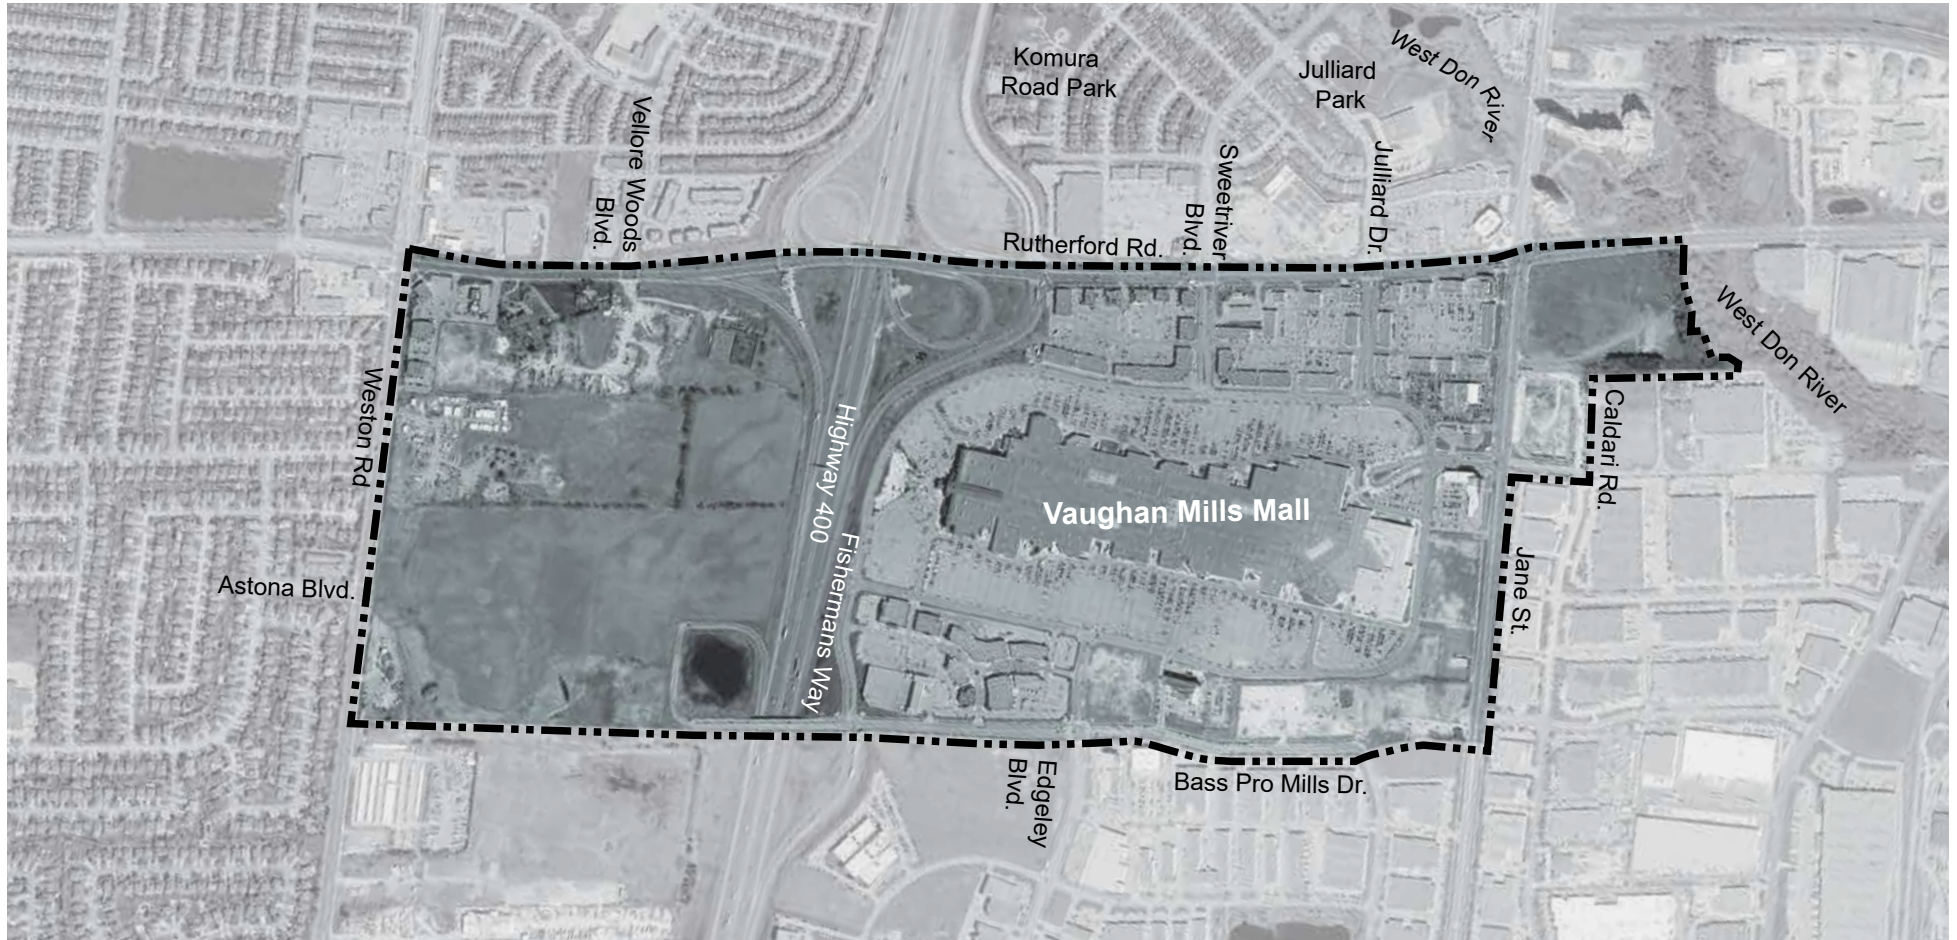 Komura
Road Park
Julliard
Park
West Don River
Vellore Woods
Blvd.
Sweetriver
Blvd.
Julliard Dr.
Rutherford Rd.
West Don River
Weston Rd
Caldari Rd.
Highway 400
Vaughan Mills Mall
Fishermans Way
Jane St.
Astona Blvd.
Edgeley
Blvd.
Bass Pro Mills Dr.